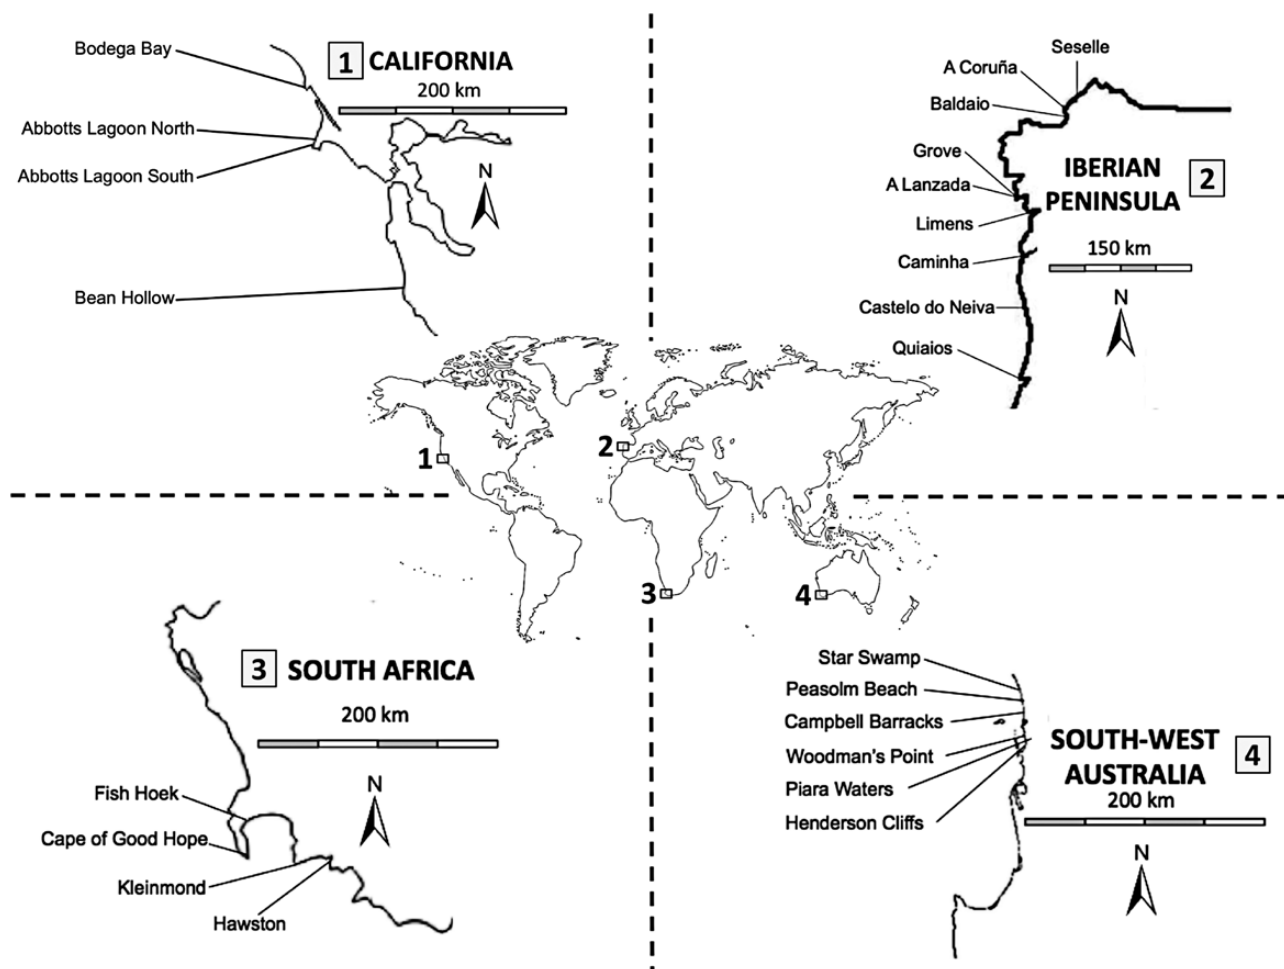 1 CALIFORNIA
200 km
Bodega Bay
Abbotts Lagoon North
Abbotts Lagoon South
Bean Hollow
N
Seselle
A Coruña
Baldaio
Grove
A Lanzada
Limens
Caminha
Castelo do Neiva
Quiaios
IBERIAN
PENINSULA 2
150 km
N
1
2
3
4
3 SOUTH AFRICA
200 km
N
Fish Hoek
Cape of Good Hope
Kleinmond
Hawston
Star Swamp
Peasolm Beach
Campbell Barracks
Woodman's Point
Piara Waters
Henderson Cliffs
SOUTH-WEST
AUSTRALIA 4
200 km
N